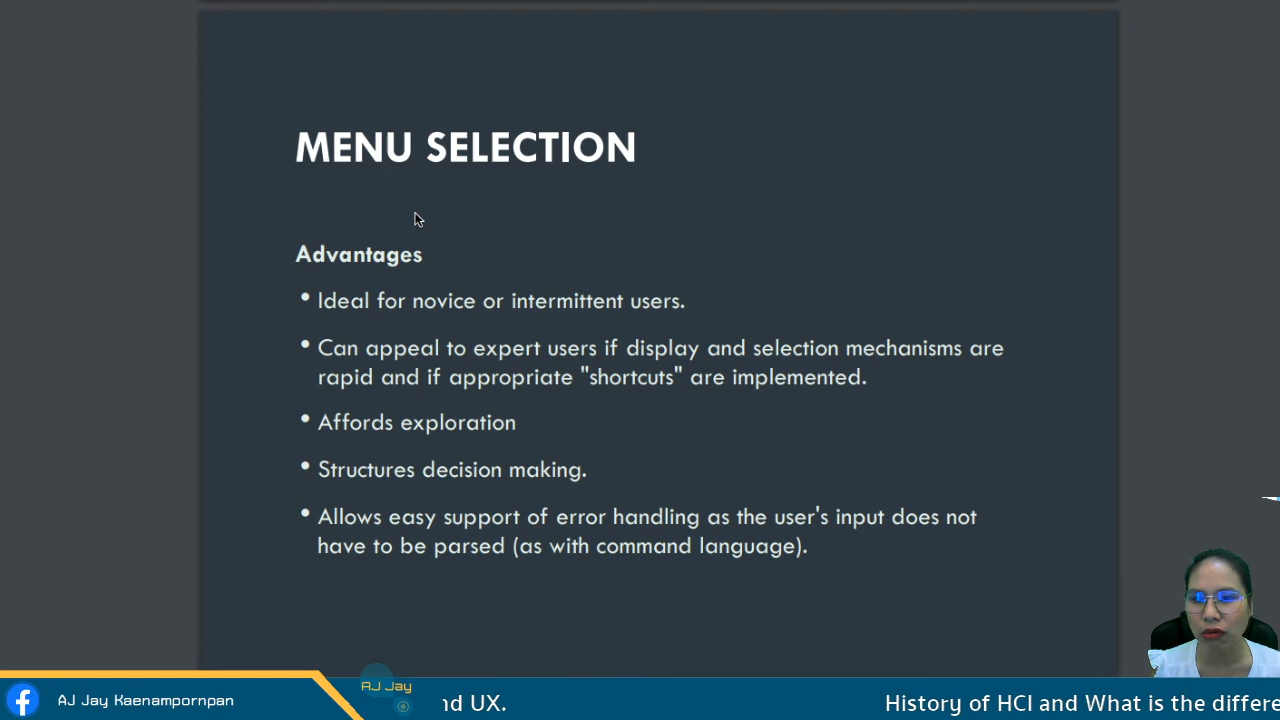 MENU SELECTION
Advantages
• Ideal for novice or intermittent users.
• Can appeal to expert users if display and selection mechanisms are
rapid and if appropriate "shortcuts" are implemented.
• Affords exploration
• Structures decision making.
• Allows easy support of error handling as the user's input does not
have to be parsed (as with command language).
AJ Jay
AJ Jay Kaenampornpan
nd UX.
History of HCI and What is the differe